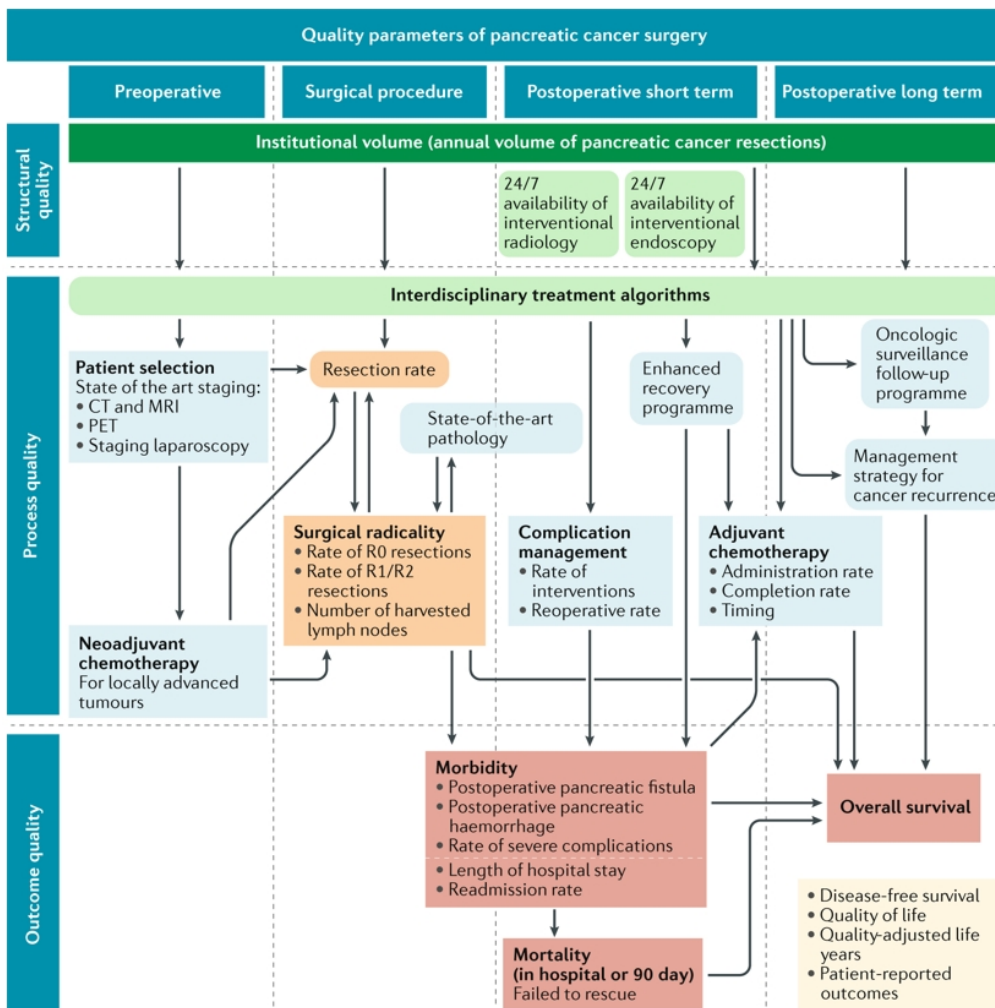 Quality parameters of pancreatic cancer surgery
Preoperative
Surgical procedure
Postoperative short term
Postoperative long term
Structural
quality
Institutional volume (annual volume of pancreatic cancer resections)
24/7
availability of
interventional
radiology
24/7
availability of
interventional
endoscopy
Process quality
Interdisciplinary treatment algorithms
Patient selection
State of the art staging:
• CT and MRI
• PET
• Staging laparoscopy
Resection rate
State-of-the-art
pathology
Enhanced
recovery
programme
Oncologic
surveillance
follow-up
programme
Management
strategy for
cancer recurrence
Surgical radicality
• Rate of R0 resections
• Rate of R1/R2
resections
• Number of harvested
lymph nodes
Complication
management
• Rate of
interventions
• Reoperative rate
Adjuvant
chemotherapy
• Administration rate
• Completion rate
• Timing
Neoadjuvant
chemotherapy
For locally advanced
tumours
Outcome quality
Morbidity
• Postoperative pancreatic fistula
• Postoperative pancreatic
haemorrhage
• Rate of severe complications
• Length of hospital stay
• Readmission rate
Overall survival
Mortality
(in hospital or 90 day)
Failed to rescue
• Disease-free survival
• Quality of life
• Quality-adjusted life
years
• Patient-reported
outcomes